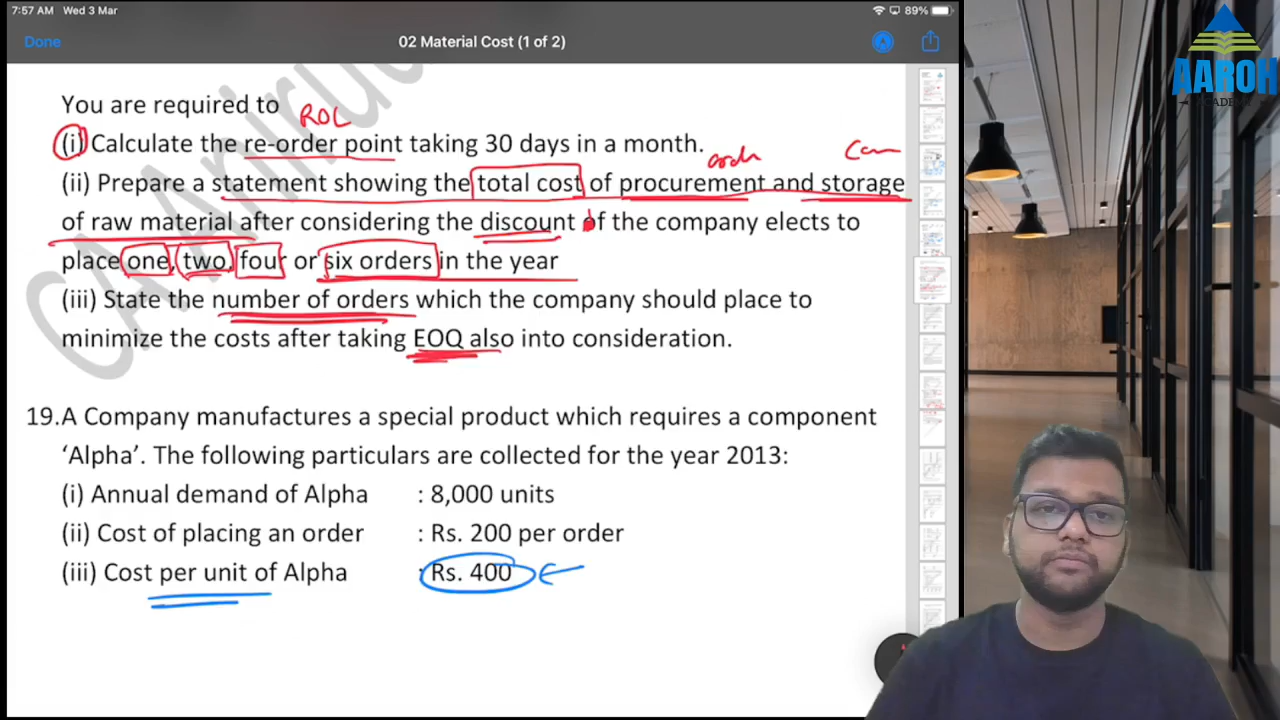 7:57 AM Wed 3 Mar
89%
Done
02 Material Cost (1 of 2)
AAROH
You are required to
ROL
(i) Calculate the re-order point taking 30 days in a month.
(ii) Prepare a statement showing the total cost of procurement and storage
of raw material after considering the discount of the company elects to
place one, two, four or six orders in the year
(iii) State the number of orders which the company should place to
minimize the costs after taking EOQ also into consideration.
19.A Company manufactures a special product which requires a component
‘Alpha’. The following particulars are collected for the year 2013:
(i) Annual demand of Alpha : 8,000 units
(ii) Cost of placing an order : Rs. 200 per order
(iii) Cost per unit of Alpha : Rs. 400